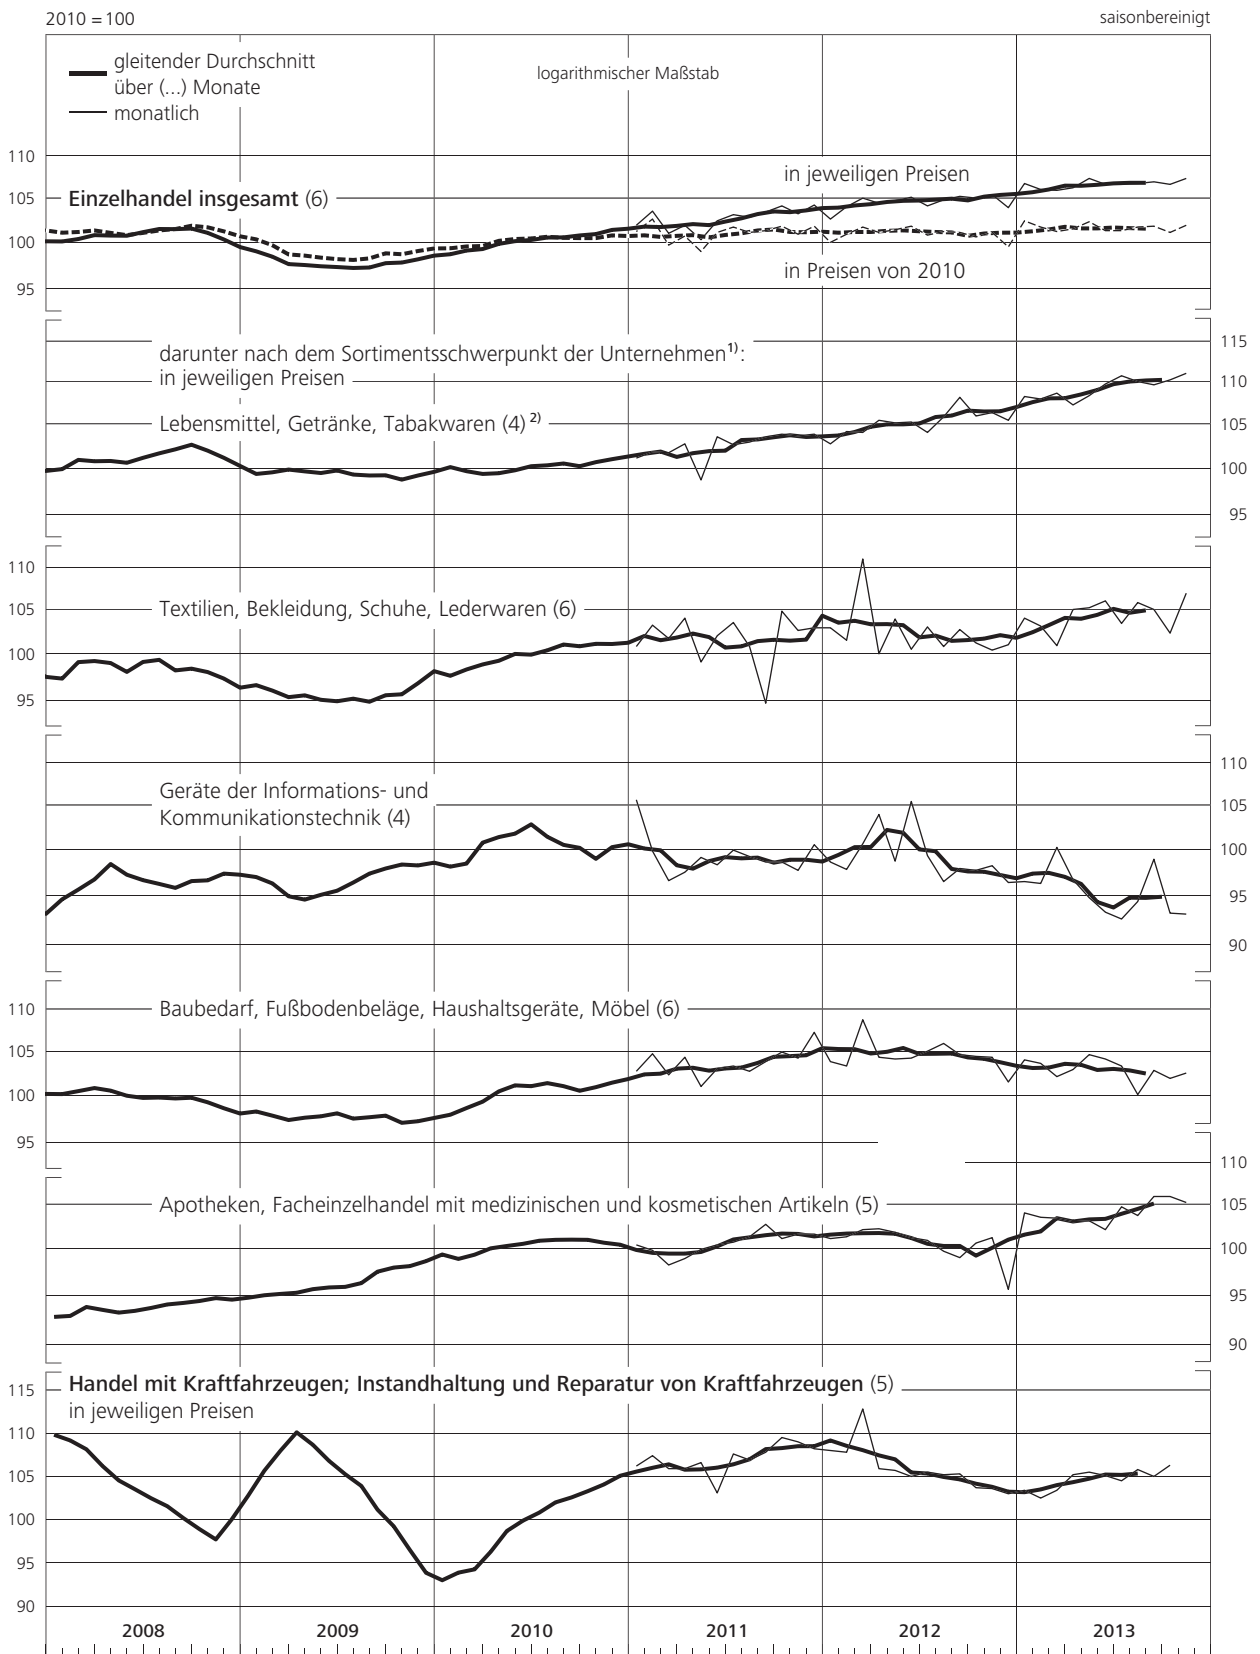 2010 = 100
saisonbereinigt
gleitender Durchschnitt
über (...) Monate
monatlich
logarithmischer Maßstab
110
105
100
95
Einzelhandel insgesamt (6)
in jeweiligen Preisen
in Preisen von 2010
darunter nach dem Sortimentsschwerpunkt der Unternehmen¹⁾:
in jeweiligen Preisen
Lebensmittel, Getränke, Tabakwaren (4) ²⁾
115
110
105
100
95
110
105
100
95
Textilien, Bekleidung, Schuhe, Lederwaren (6)
Geräte der Informations- und
Kommunikationstechnik (4)
110
105
100
95
90
110
105
100
95
Baubedarf, Fußbodenbeläge, Haushaltsgeräte, Möbel (6)
Apotheken, Facheinzelhandel mit medizinischen und kosmetischen Artikeln (5)
110
105
100
95
90
Handel mit Kraftfahrzeugen; Instandhaltung und Reparatur von Kraftfahrzeugen (5)
in jeweiligen Preisen
115
110
105
100
95
90
2008 2009 2010 2011 2012 2013